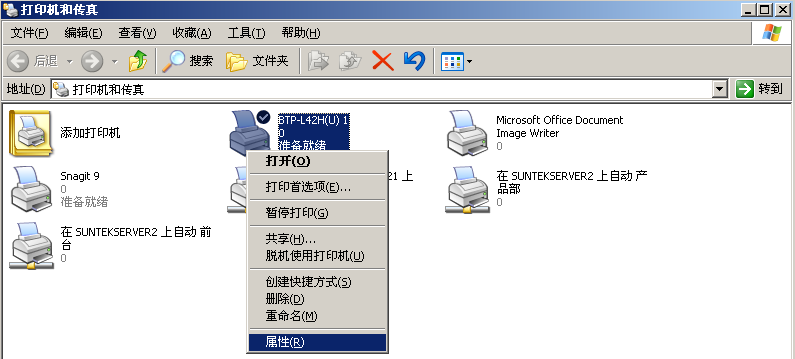 打印机和传真
文件(F) 编辑(E) 查看(V) 收藏(A) 工具(T) 帮助(H)
后退 搜索 文件夹
地址(D) 打印机和传真 转到
添加打印机
BTP-L42H(U) 1
0
准备就绪
Microsoft Office Document
Image Writer
0
Snagit 9
0
准备就绪
21 上
在 SUNTEKSERVER2 上自动 产
品部
0
在 SUNTEKSERVER2 上自动 前
台
0
打开(O)
打印首选项(E)...
暂停打印(G)
共享(H)...
脱机使用打印机(U)
创建快捷方式(S)
删除(D)
重命名(M)
属性(R)